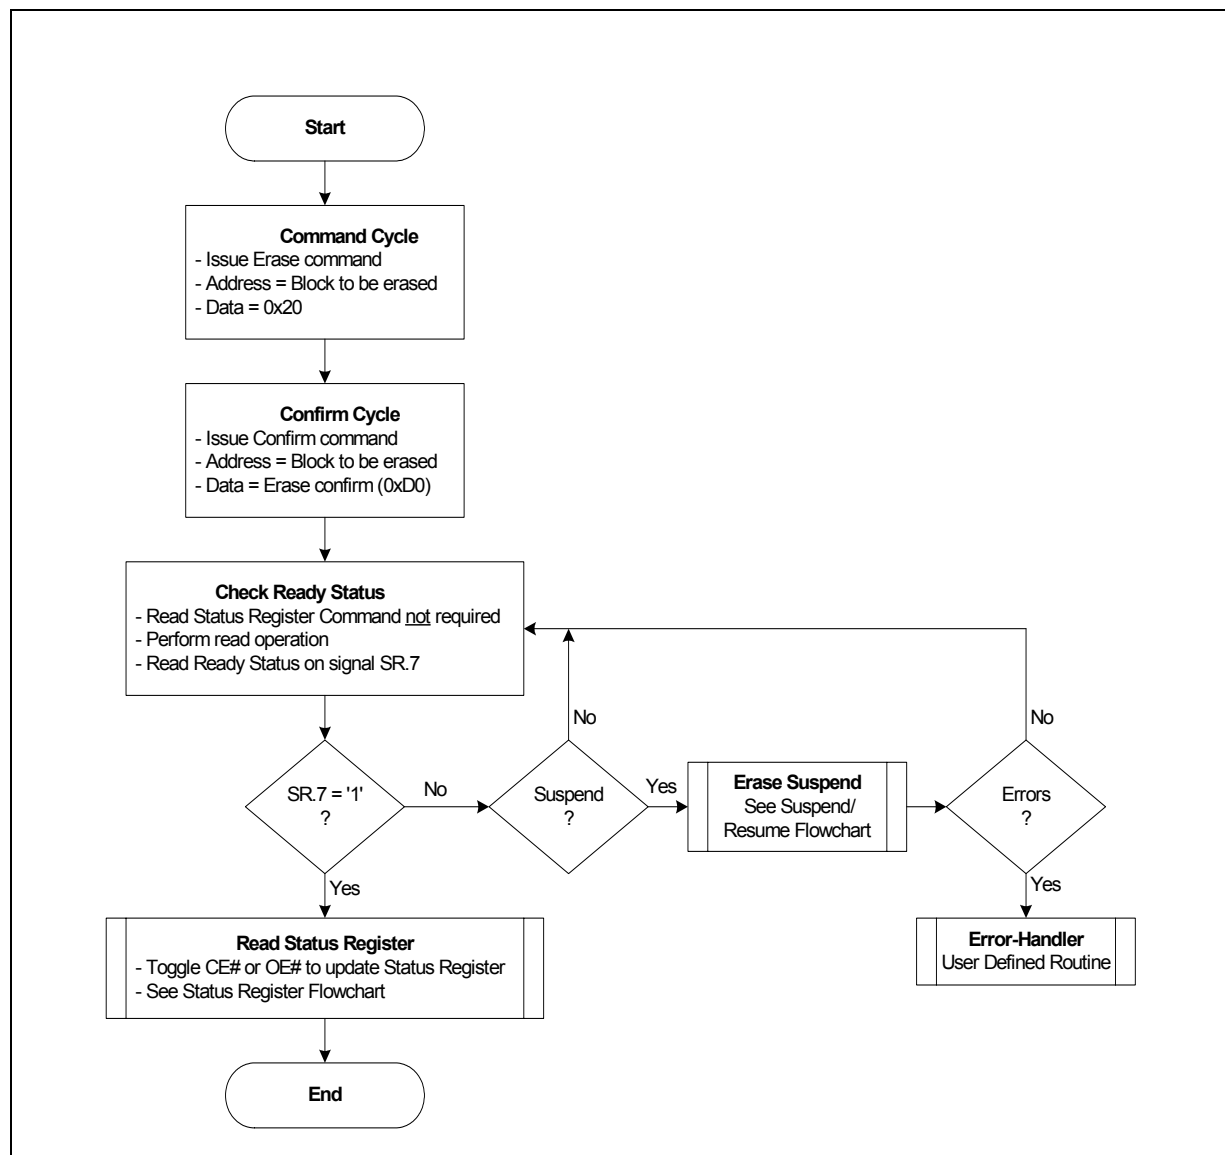 Start
Command Cycle
- Issue Erase command
- Address = Block to be erased
- Data = 0x20
Confirm Cycle
- Issue Confirm command
- Address = Block to be erased
- Data = Erase confirm (0xD0)
Check Ready Status
- Read Status Register Command not required
- Perform read operation
- Read Ready Status on signal SR.7
No
No
SR.7 = '1'
?
No
Suspend
?
Yes
Erase Suspend
See Suspend/
Resume Flowchart
Errors
?
Yes
Yes
Read Status Register
- Toggle CE# or OE# to update Status Register
- See Status Register Flowchart
Error-Handler
User Defined Routine
End